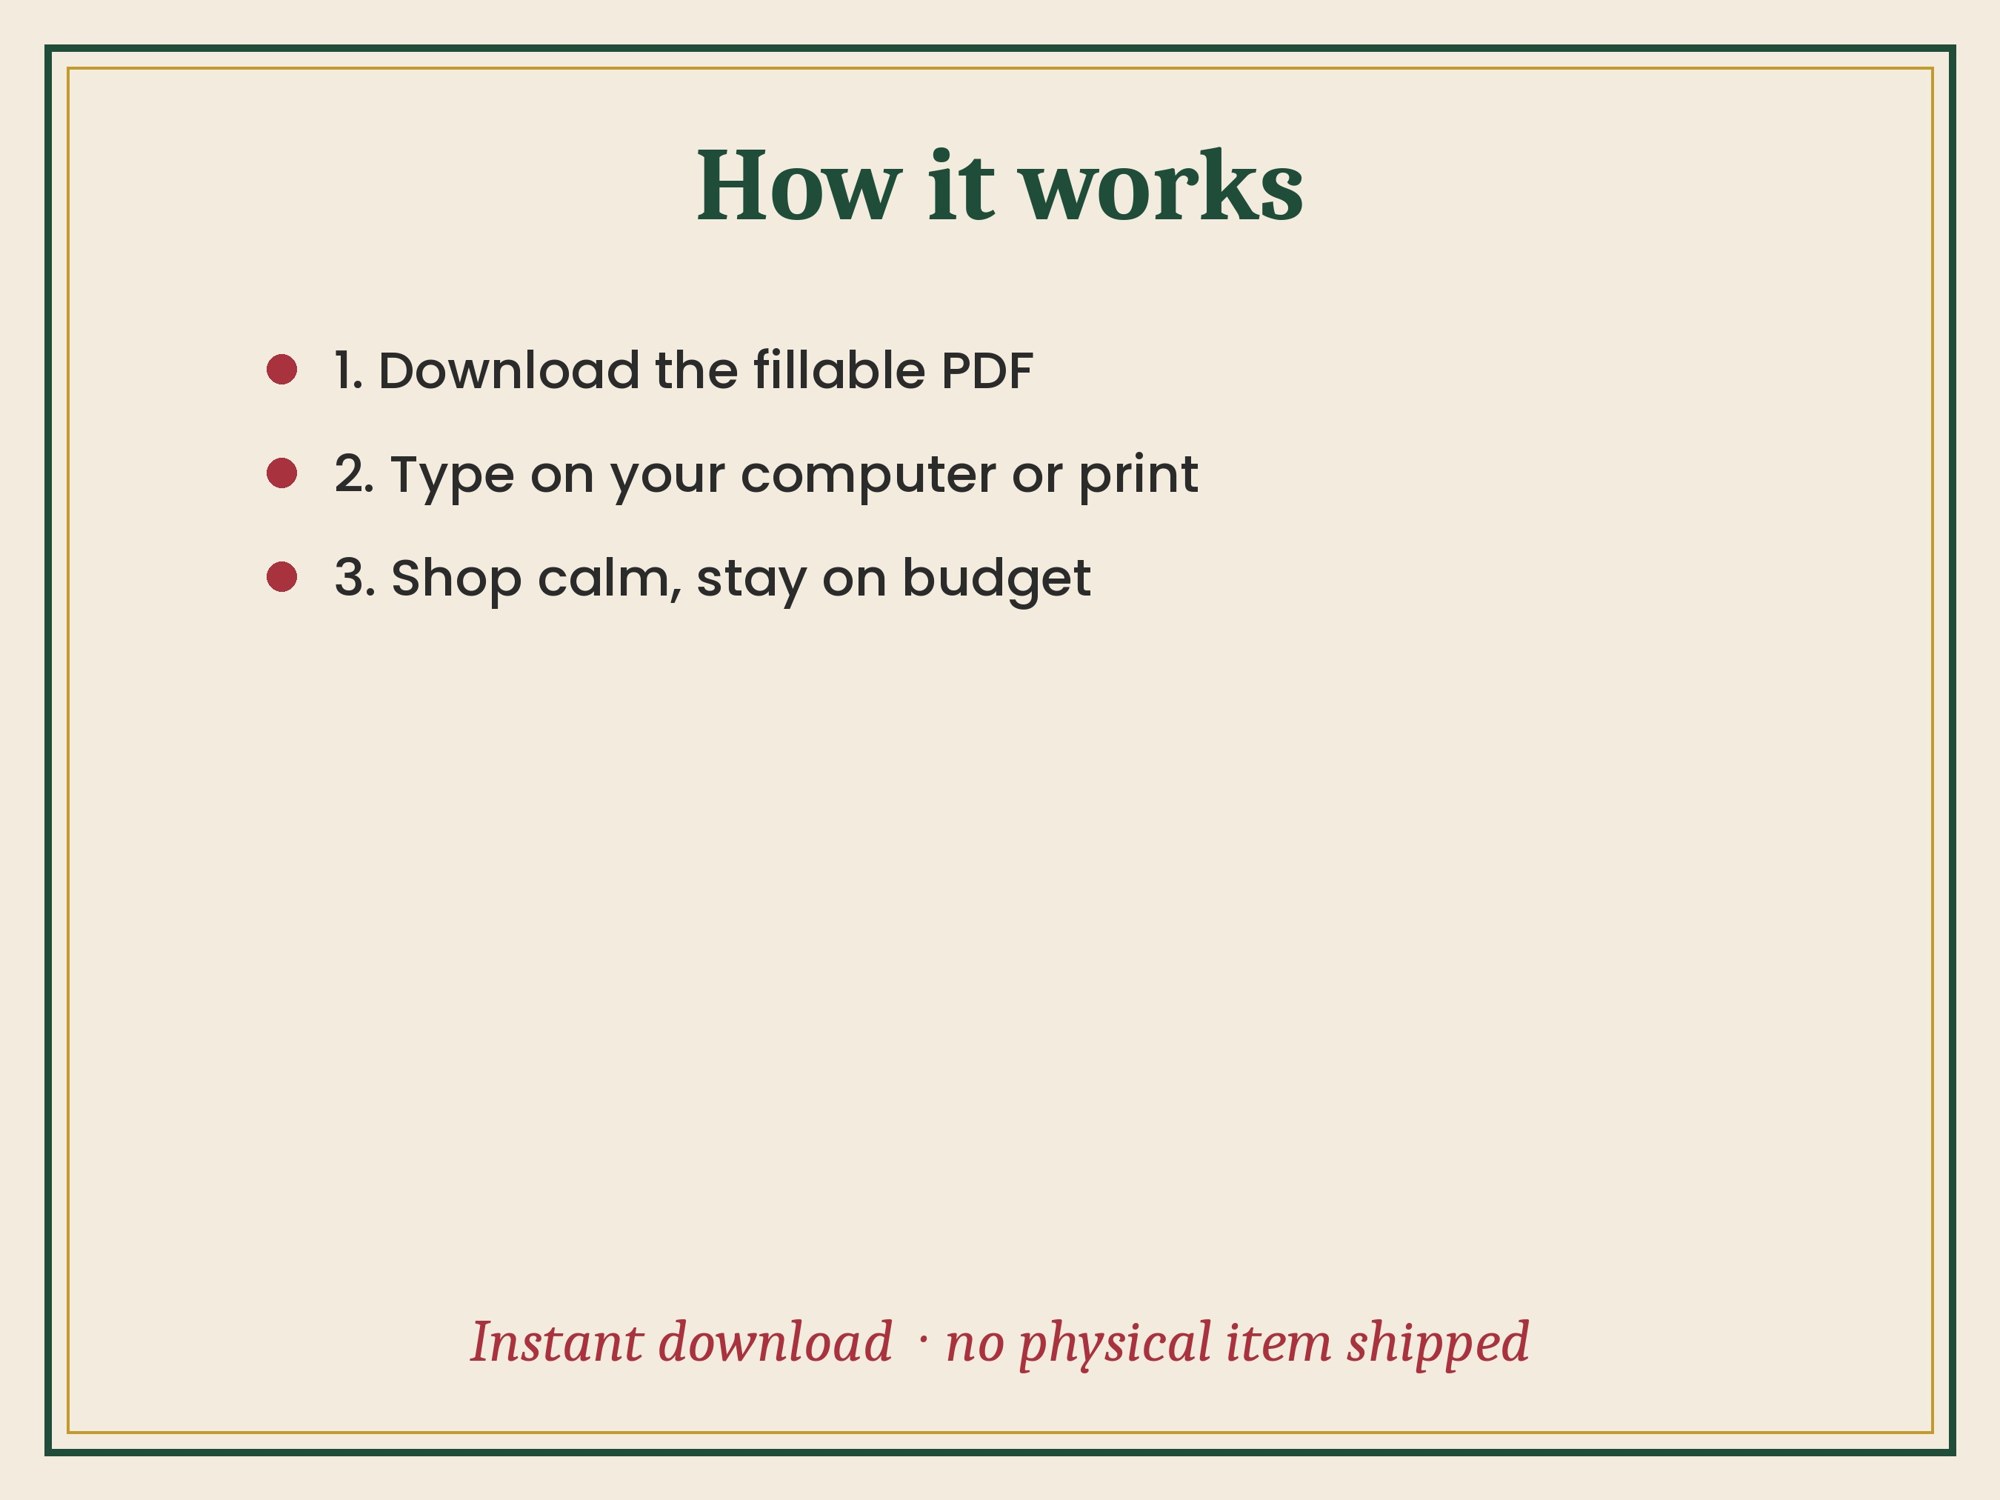 How it works
1. Download the fillable PDF
2. Type on your computer or print
3. Shop calm, stay on budget
Instant download · no physical item shipped